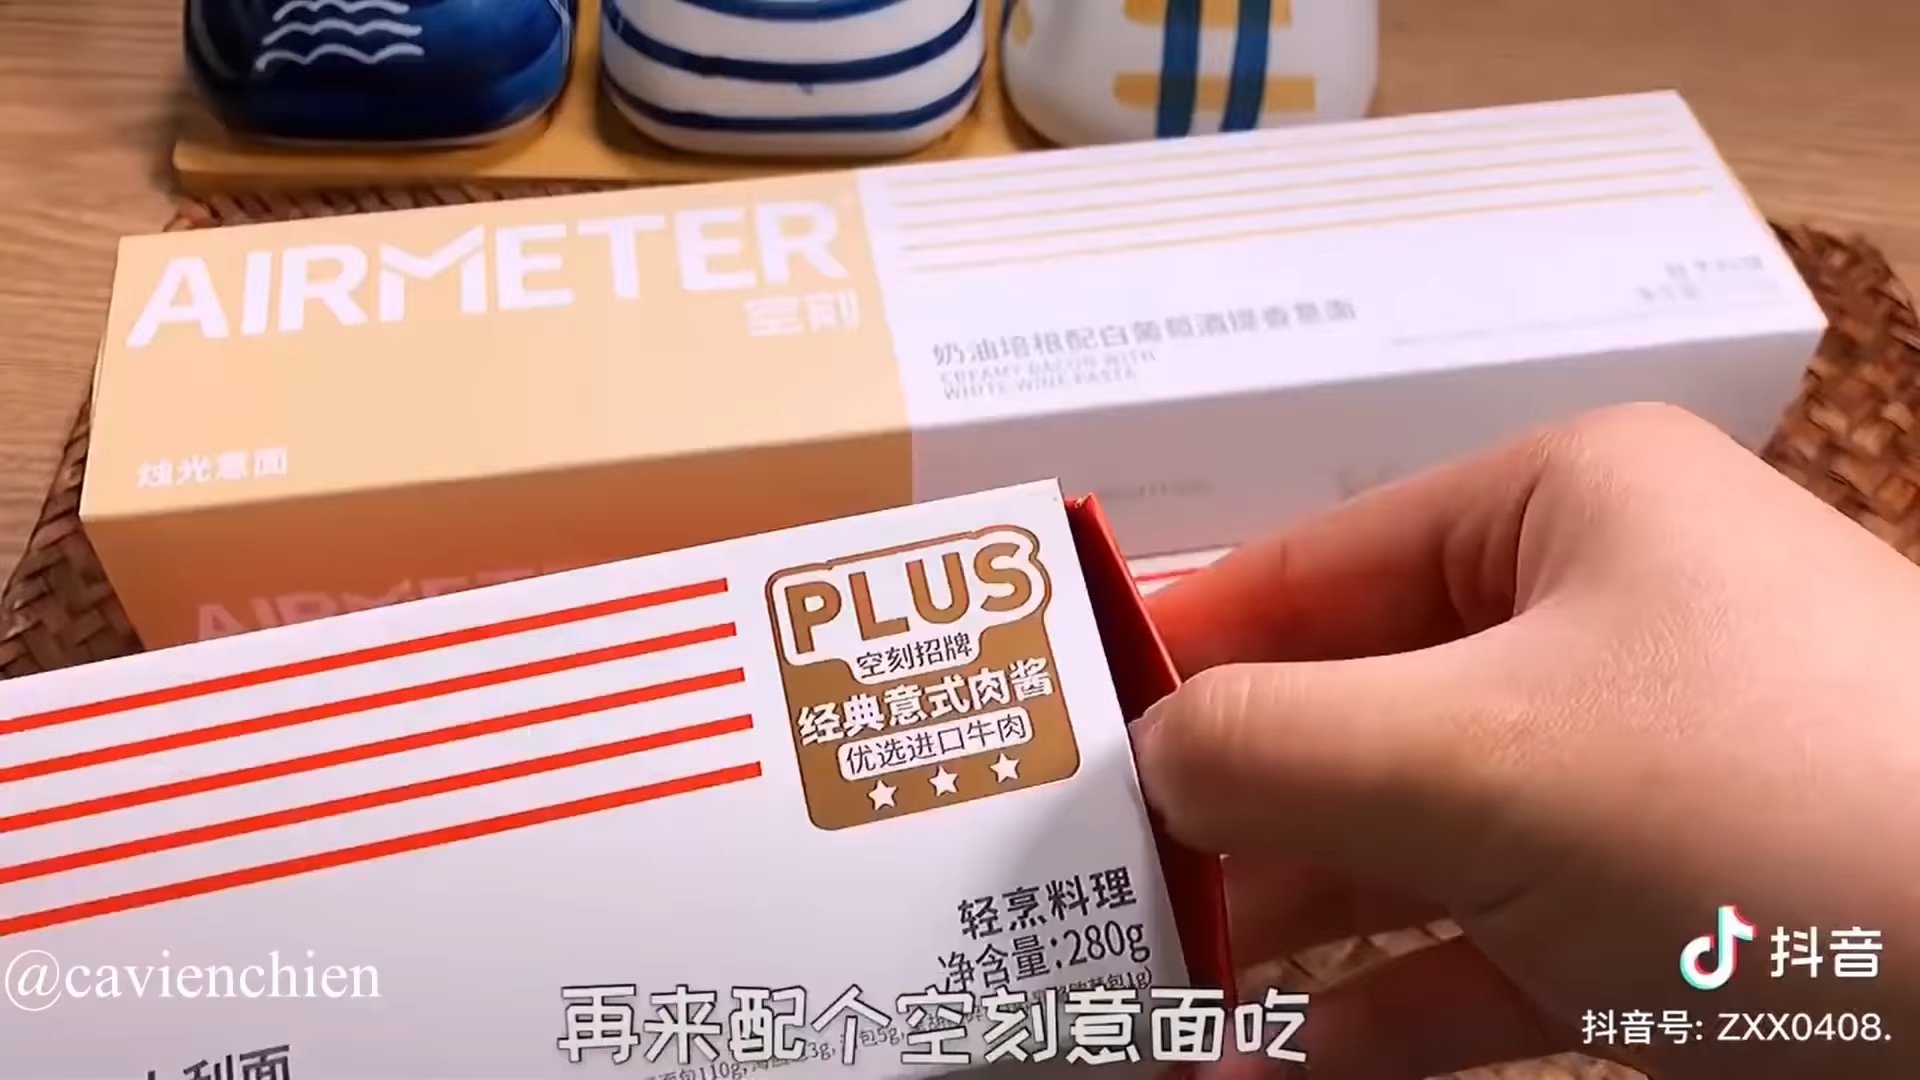 AIRMETER
空刻
烛光意面
奶油培根配白葡萄酒提香意面
CREAMY BACON WITH
WHITE WINE PASTA
PLUS
空刻招牌
经典意式肉酱
优选进口牛肉
轻烹料理
净含量:280g
再来配个空刻意面吃
@cavienchien
抖音
抖音号: ZXX0408.